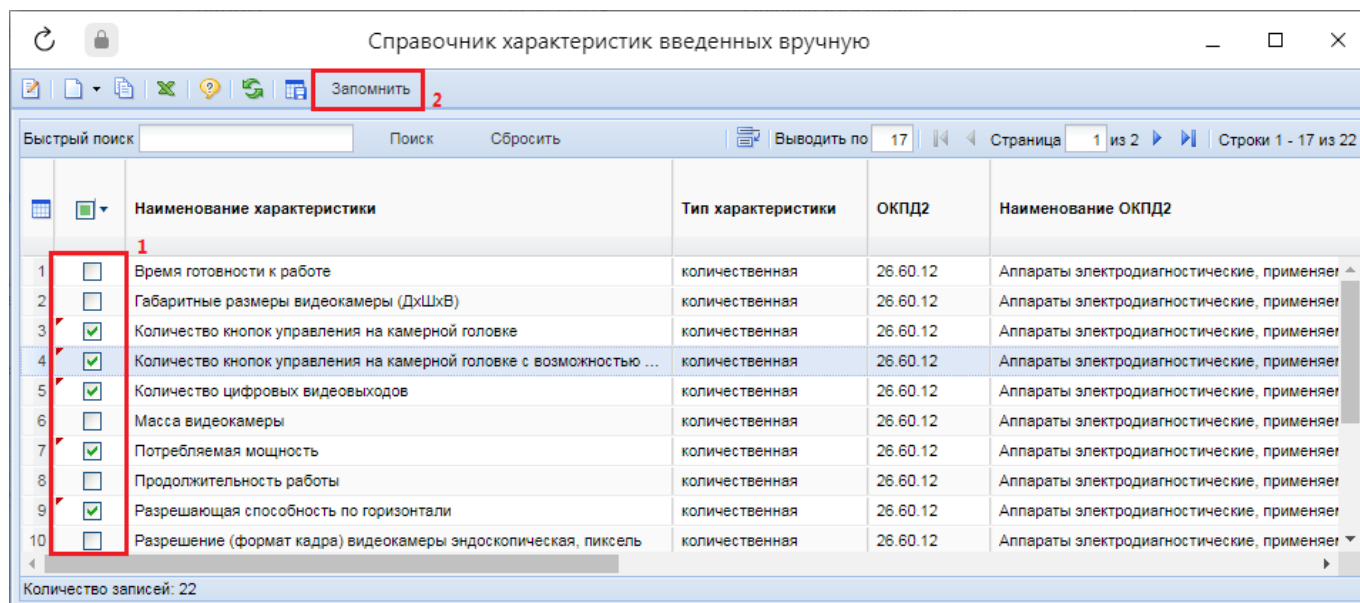 Справочник характеристик введенных вручную
Запомнить 2
Быстрый поиск Поиск Сбросить Выводить по 17 Страница 1 из 2 Строки 1 - 17 из 22
Наименование характеристики Тип характеристики ОКПД2 Наименование ОКПД2
1
1 Время готовности к работе количественная 26.60.12 Аппараты электродиагностические, применяем
2 Габаритные размеры видеокамеры (ДхШхВ) количественная 26.60.12 Аппараты электродиагностические, применяем
3 Количество кнопок управления на камерной головке количественная 26.60.12 Аппараты электродиагностические, применяем
4 Количество кнопок управления на камерной головке с возможностью ... количественная 26.60.12 Аппараты электродиагностические, применяем
5 Количество цифровых видеовыходов количественная 26.60.12 Аппараты электродиагностические, применяем
6 Масса видеокамеры количественная 26.60.12 Аппараты электродиагностические, применяем
7 Потребляемая мощность количественная 26.60.12 Аппараты электродиагностические, применяем
8 Продолжительность работы количественная 26.60.12 Аппараты электродиагностические, применяем
9 Разрешающая способность по горизонтали количественная 26.60.12 Аппараты электродиагностические, применяем
10 Разрешение (формат кадра) видеокамеры эндоскопическая, пиксель количественная 26.60.12 Аппараты электродиагностические, применяем
Количество записей: 22